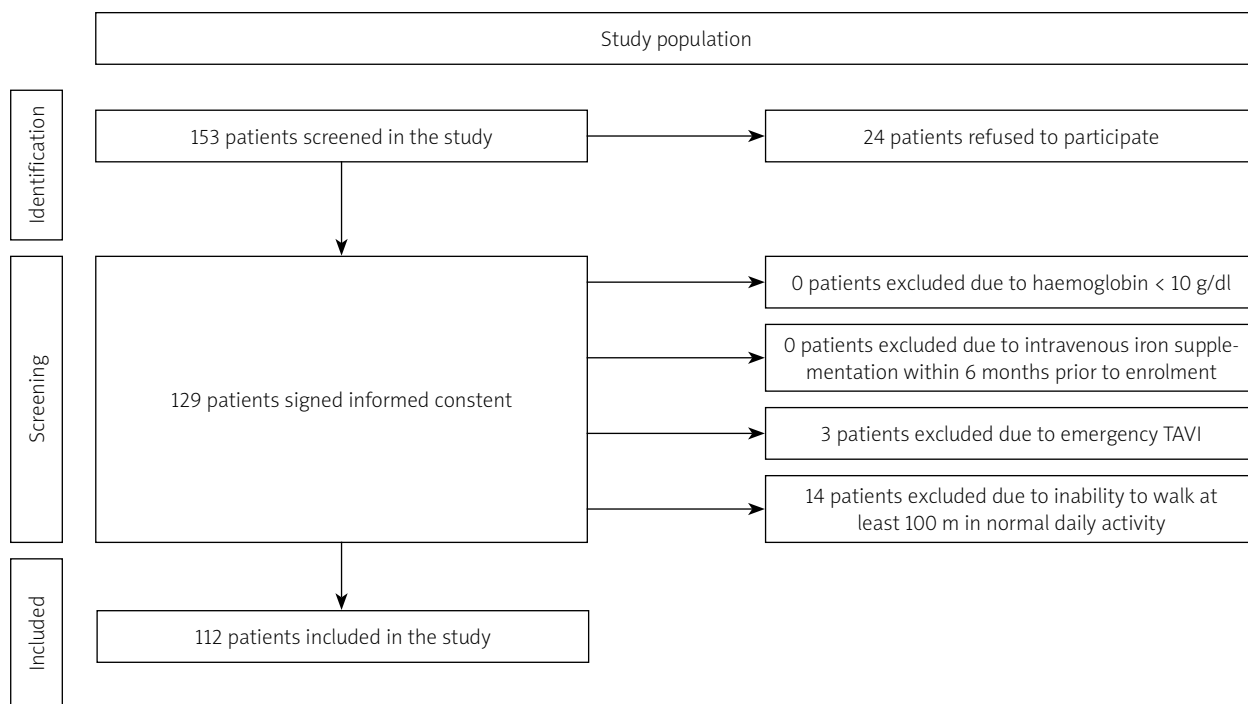 Study population
Identification
153 patients screened in the study
24 patients refused to participate
Screening
129 patients signed informed constent
0 patients excluded due to haemoglobin < 10 g/dl
0 patients excluded due to intravenous iron supple-
mentation within 6 months prior to enrolment
3 patients excluded due to emergency TAVI
14 patients excluded due to inability to walk at
least 100 m in normal daily activity
Included
112 patients included in the study